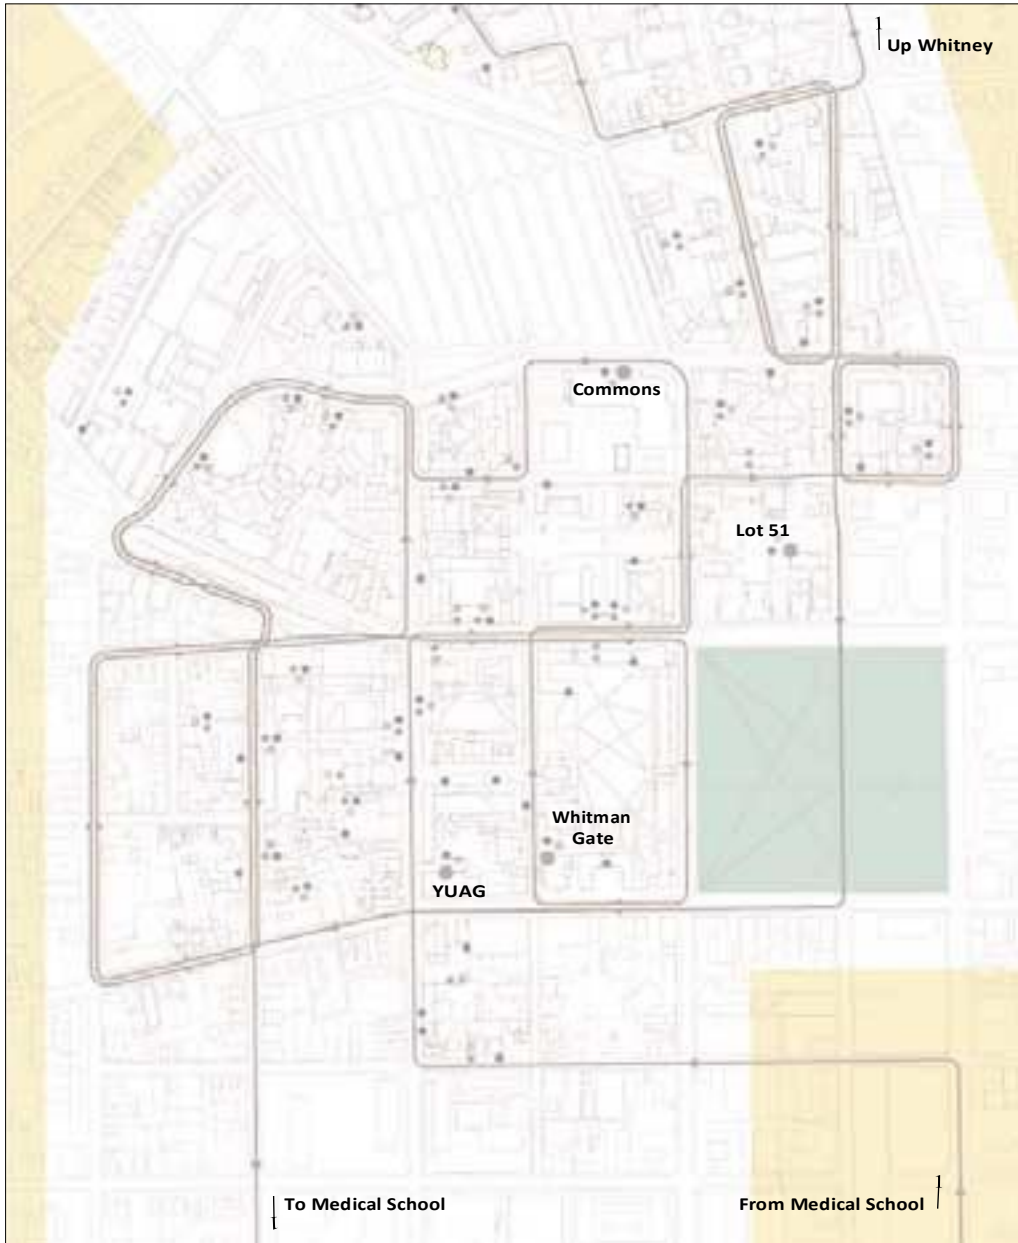 Up Whitney
Commons
Lot 51
Whitman
Gate
YUAG
To Medical School
From Medical School